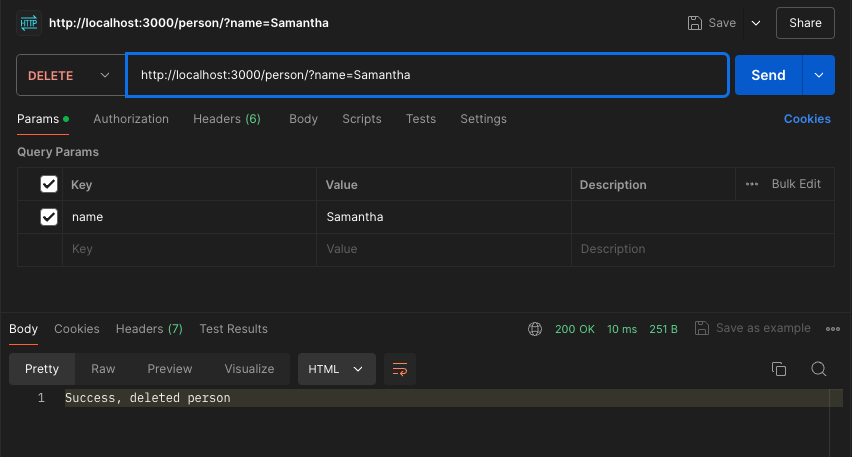 HTTP http://localhost:3000/person/?name=Samantha Save Share
DELETE http://localhost:3000/person/?name=Samantha Send
Params Authorization Headers (6) Body Scripts Tests Settings Cookies
Query Params
Key Value Description ••• Bulk Edit
name Samantha
Key Value Description
Body Cookies Headers (7) Test Results 200 OK 10 ms 251 B Save as example •••
Pretty Raw Preview Visualize HTML
1 Success, deleted person